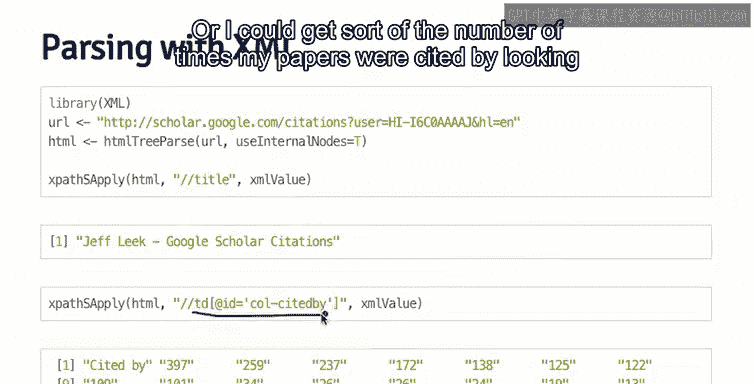 Or I could get sort of the number of
Parsing with XML
times my papers were cited by looking
library(XML)
url <- "http://scholar.google.com/citations?user=HI-I6C0AAAAJ&hl=en"
html <- htmlTreeParse(url, useInternalNodes=T)
xpathSApply(html, "//title", xmlValue)
[1] "Jeff Leek - Google Scholar Citations"
xpathSApply(html, "//td[@id='col-citedby']", xmlValue)
[1] "Cited by" "397" "259" "237" "172" "138" "125" "122"